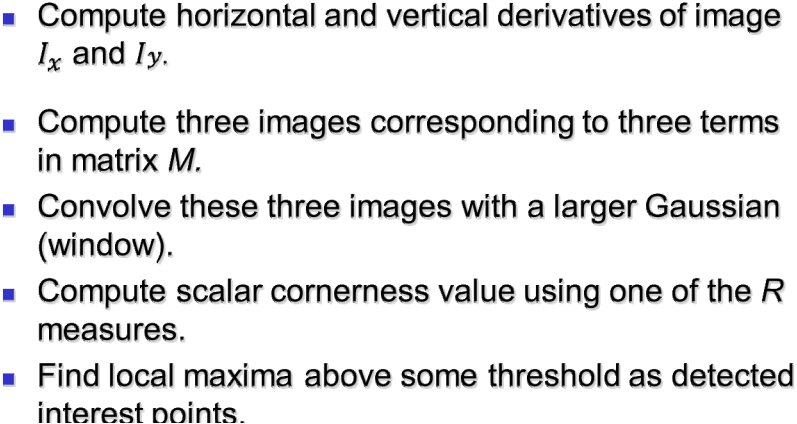 ▪ Compute horizontal and vertical derivatives of image
Iₓ and Iy.
▪ Compute three images corresponding to three terms
in matrix M.
▪ Convolve these three images with a larger Gaussian
(window).
▪ Compute scalar cornerness value using one of the R
measures.
▪ Find local maxima above some threshold as detected
interest points.